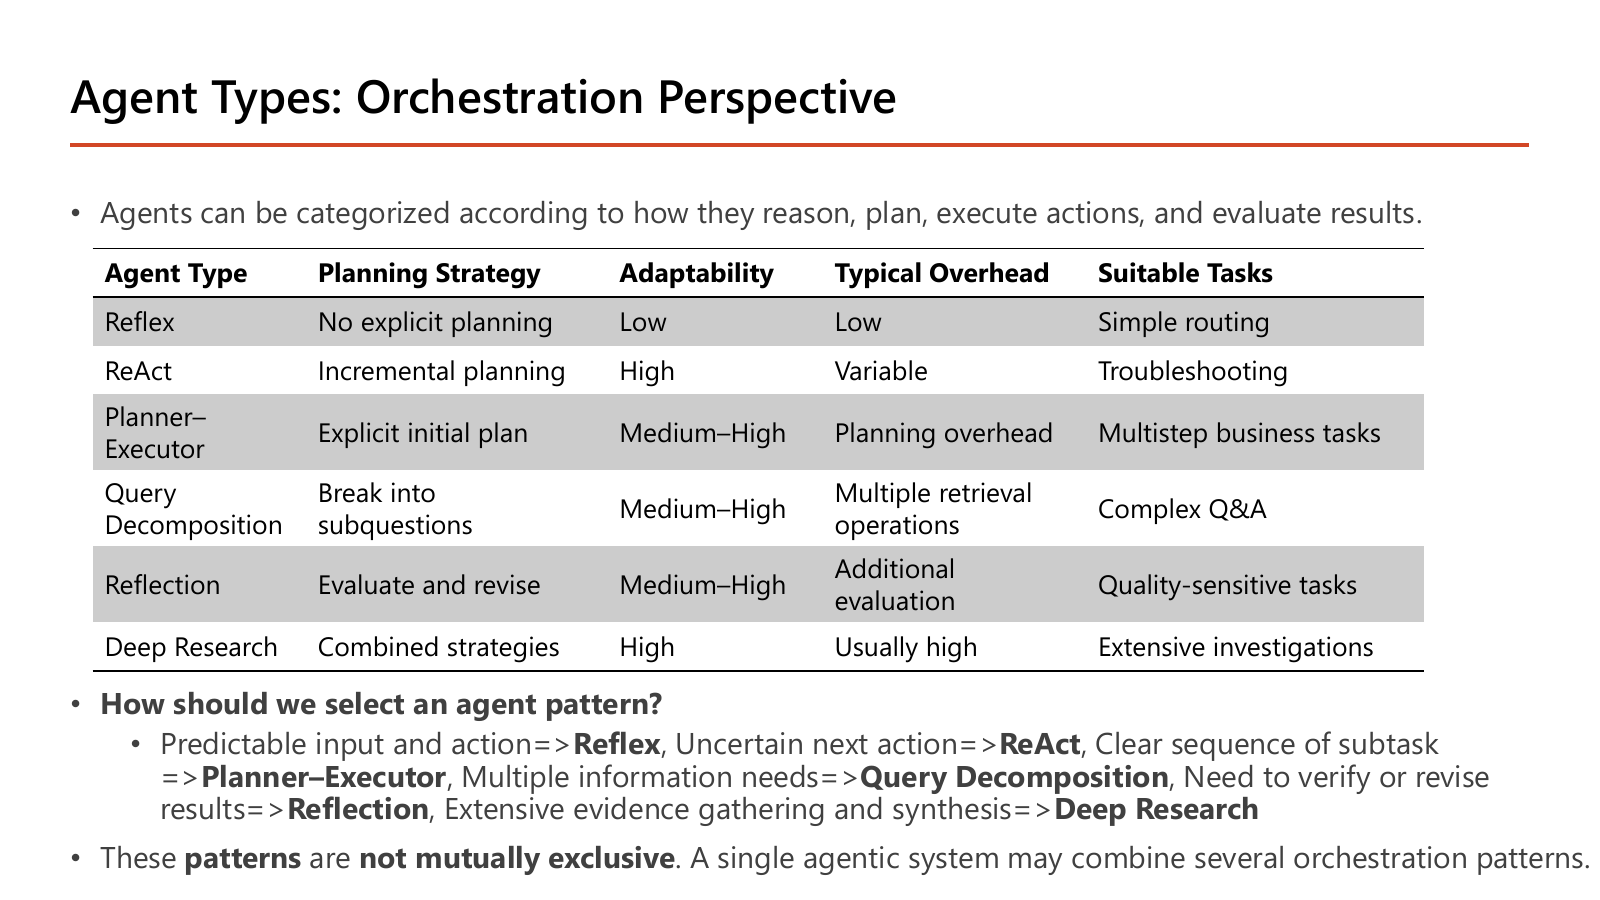 Agent Types: Orchestration Perspective
• Agents can be categorized according to how they reason, plan, execute actions, and evaluate results.
Agent Type Planning Strategy Adaptability Typical Overhead Suitable Tasks
Reflex No explicit planning Low Low Simple routing
ReAct Incremental planning High Variable Troubleshooting
Planner–
Executor Explicit initial plan Medium–High Planning overhead Multistep business tasks
Query
Decomposition Break into
subquestions Medium–High Multiple retrieval
operations Complex Q&A
Reflection Evaluate and revise Medium–High Additional
evaluation Quality-sensitive tasks
Deep Research Combined strategies High Usually high Extensive investigations
• How should we select an agent pattern?
• Predictable input and action=>Reflex, Uncertain next action=>ReAct, Clear sequence of subtask
=>Planner–Executor, Multiple information needs=>Query Decomposition, Need to verify or revise
results=>Reflection, Extensive evidence gathering and synthesis=>Deep Research
• These patterns are not mutually exclusive. A single agentic system may combine several orchestration patterns.